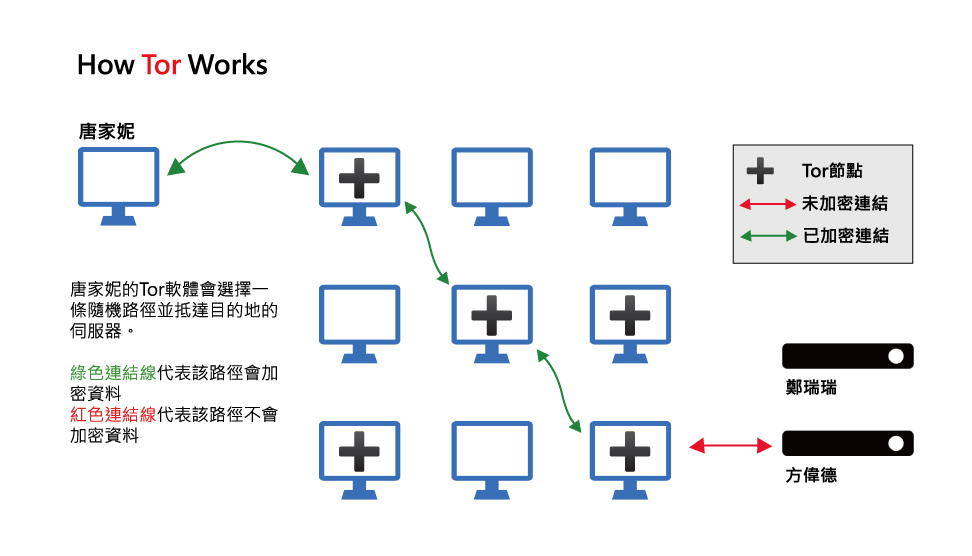 How Tor Works
唐家妮
Tor節點
未加密連結
已加密連結
唐家妮的Tor軟體會選擇一
條隨機路徑並抵達目的地的
伺服器。
綠色連結線代表該路徑會加
密資料
紅色連結線代表該路徑不會
加密資料
鄭瑞瑞
方偉德